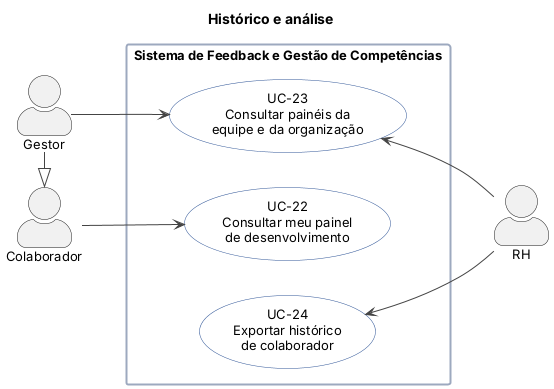 Histórico e análise
Sistema de Feedback e Gestão de Competências
UC-23
Consultar painéis da
equipe e da organização
Gestor
UC-22
Consultar meu painel
de desenvolvimento
Colaborador
RH
UC-24
Exportar histórico
de colaborador